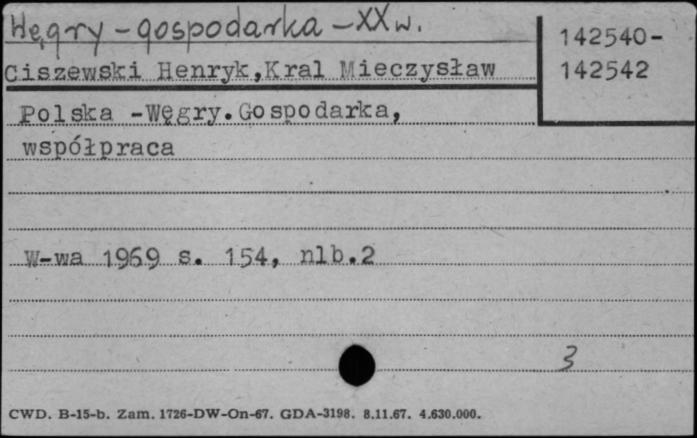 Węgry - gospodarka - XX w.
142540-
142542
Ciszewski Henryk,Kral Mieczysław
Polska -Węgry.Gospodarka,
współpraca
W-wa 1969 s. 154, nlb.2
3
CWD. B-15-b. Zam. 1726-DW-On-67. GDA-3198. 8.11.67. 4.630.000.